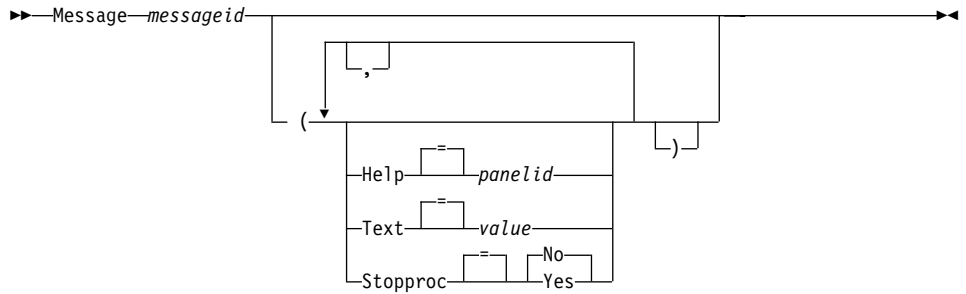 Message messageid
,
(
)
=
Help panelid
=
Text value
= No
Stopproc Yes